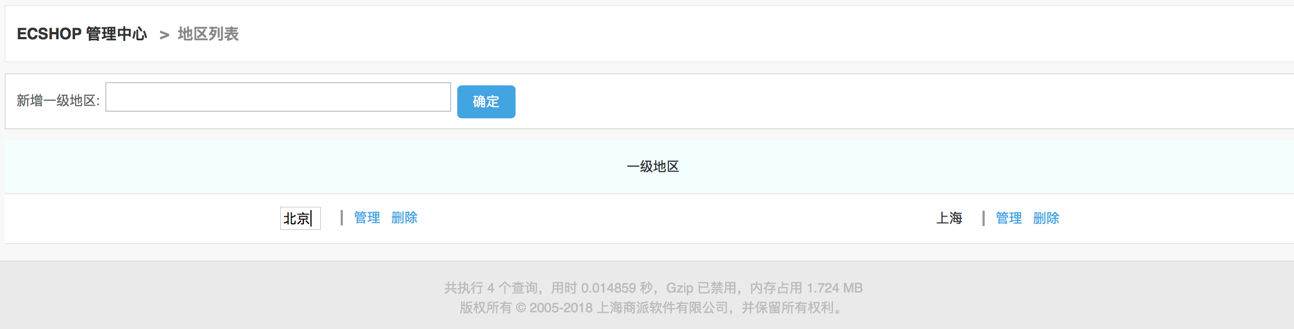 ECSHOP 管理中心 > 地区列表
新增一级地区: 确定
一级地区
北京 | 管理 删除 上海 | 管理 删除
共执行 4 个查询，用时 0.014859 秒，Gzip 已禁用，内存占用 1.724 MB
版权所有 © 2005-2018 上海商派软件有限公司，并保留所有权利。